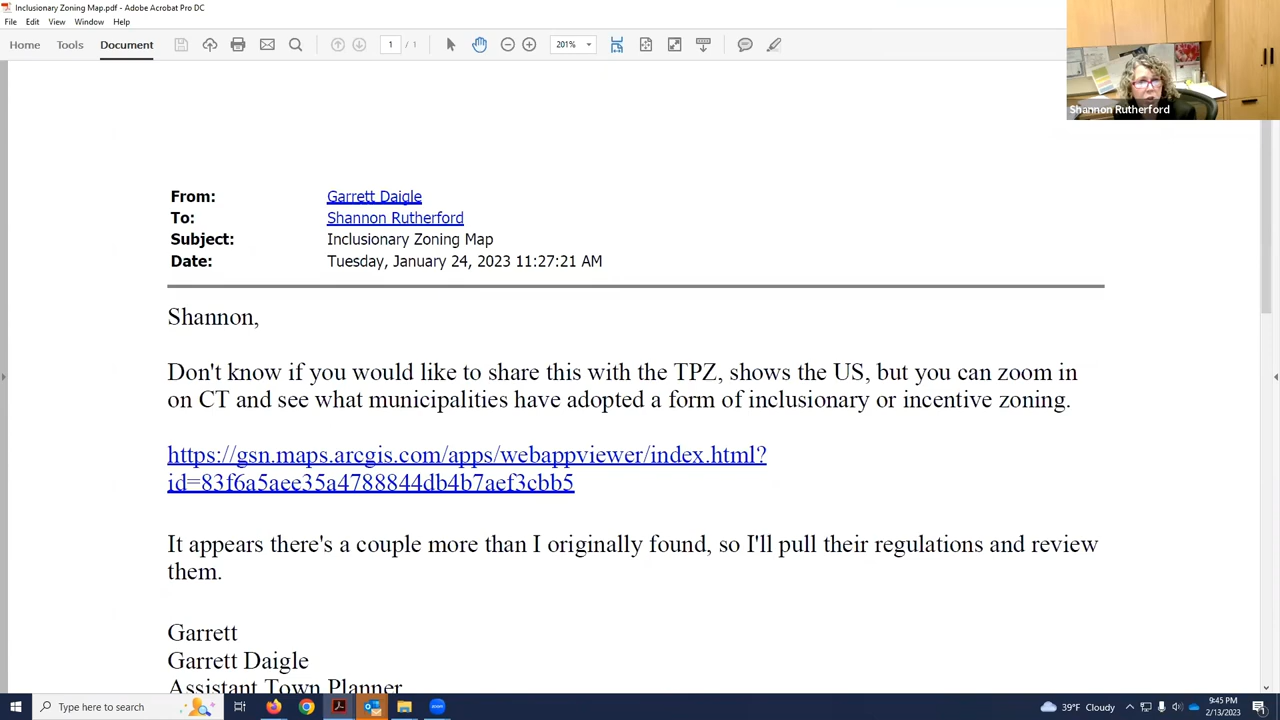 Inclusionary Zoning Map.pdf - Adobe Acrobat Pro DC
File Edit View Window Help
Home Tools Document 1 / 1 201%
Shannon Rutherford
From: Garrett Daigle
To: Shannon Rutherford
Subject: Inclusionary Zoning Map
Date: Tuesday, January 24, 2023 11:27:21 AM
Shannon,
Don't know if you would like to share this with the TPZ, shows the US, but you can zoom in
on CT and see what municipalities have adopted a form of inclusionary or incentive zoning.
https://gsn.maps.arcgis.com/apps/webappviewer/index.html?
id=83f6a5aee35a4788844db4b7aef3cbb5
It appears there's a couple more than I originally found, so I'll pull their regulations and review
them.
Garrett
Garrett Daigle
Assistant Town Planner
Type here to search
zoom
39°F Cloudy
9:45 PM
2/13/2023
1